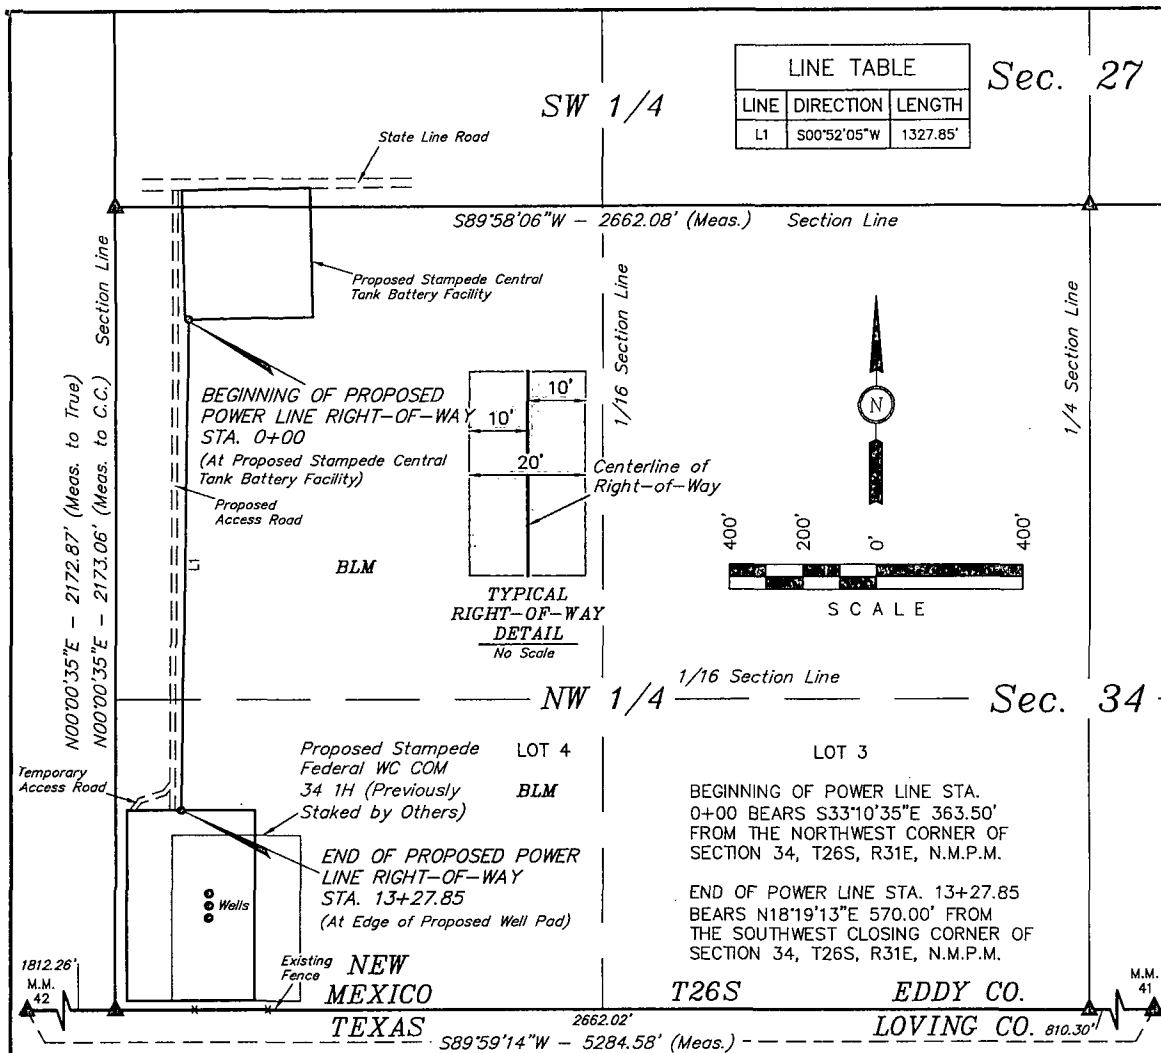 LINE TABLE
LINE DIRECTION LENGTH
L1 S00°52'05"W 1327.85'
Sec. 27
SW 1/4
State Line Road
S89°58'06"W – 2662.08' (Meas.) Section Line
Section Line
N00°00'35"E – 2172.87' (Meas. to True)
N00°00'35"E – 2173.06' (Meas. to C.C.)
Proposed Stampede Central
Tank Battery Facility
1/16 Section Line
1/4 Section Line
BEGINNING OF PROPOSED
POWER LINE RIGHT-OF-WAY
STA. 0+00
(At Proposed Stampede Central
Tank Battery Facility)
Proposed
Access Road
L1
BLM
10'
10'
20'
Centerline of
Right-of-Way
TYPICAL
RIGHT-OF-WAY
DETAIL
No Scale
N
400'
200'
0'
400'
SCALE
1/16 Section Line
NW 1/4
Sec. 34
Temporary
Access Road
Proposed Stampede
Federal WC COM
34 1H (Previously
Staked by Others)
LOT 4
BLM
LOT 3
END OF PROPOSED POWER
LINE RIGHT-OF-WAY
STA. 13+27.85
(At Edge of Proposed Well Pad)
Wells
BEGINNING OF POWER LINE STA.
0+00 BEARS S33°10'35"E 363.50'
FROM THE NORTHWEST CORNER OF
SECTION 34, T26S, R31E, N.M.P.M.
END OF POWER LINE STA. 13+27.85
BEARS N18°19'13"E 570.00' FROM
THE SOUTHWEST CLOSING CORNER OF
SECTION 34, T26S, R31E, N.M.P.M.
1812.26'
M.M.
42
Existing
Fence
NEW
MEXICO
TEXAS
T26S
EDDY CO.
LOVING CO.
M.M.
41
2662.02'
810.30'
S89°59'14"W – 5284.58' (Meas.)